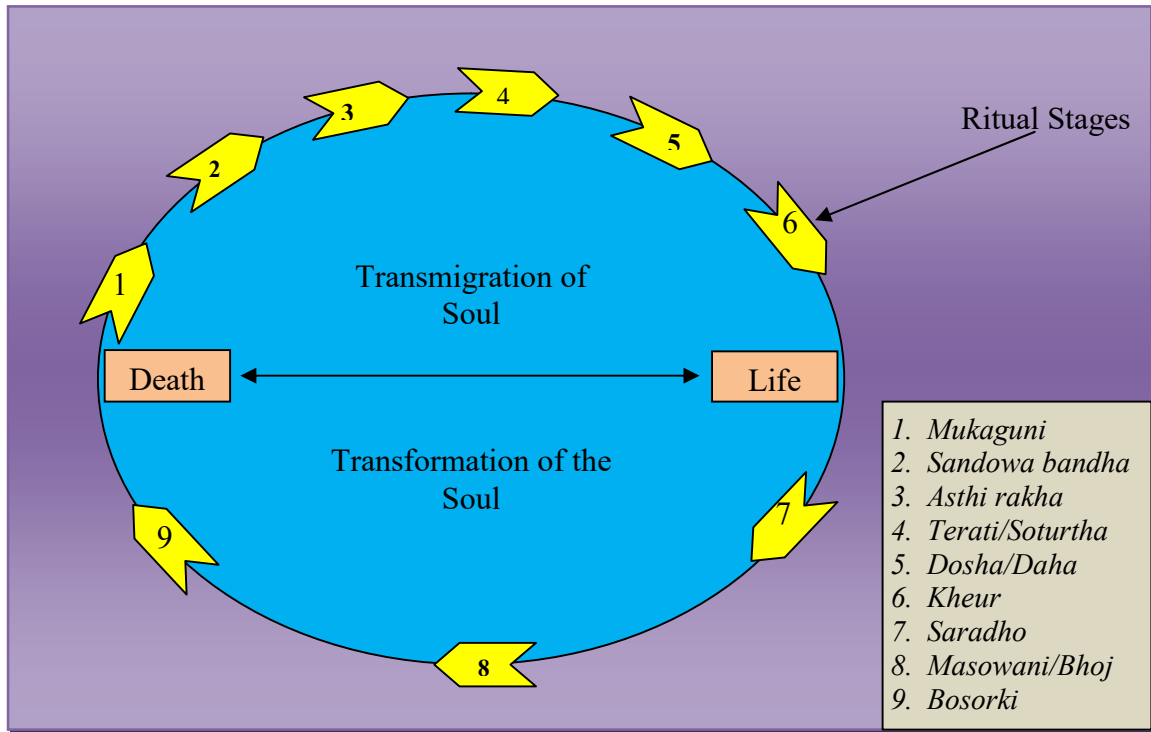 1
2
3
4
5
6
Ritual Stages
Transmigration of
Soul
Death
Life
Transformation of the
Soul
7
8
9
1. Mukaguni
2. Sandowa bandha
3. Asthi rakha
4. Terati/Soturtha
5. Dosha/Daha
6. Kheur
7. Saradho
8. Masowani/Bhoj
9. Bosorki